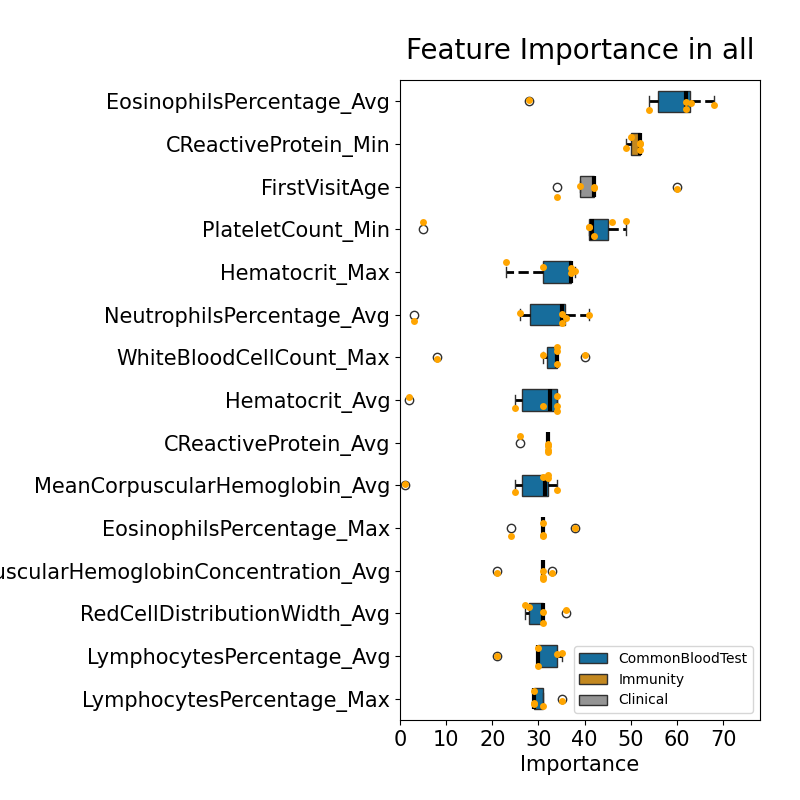 Feature Importance in all
EosinophilsPercentage_Avg
CReactiveProtein_Min
FirstVisitAge
PlateletCount_Min
Hematocrit_Max
NeutrophilsPercentage_Avg
WhiteBloodCellCount_Max
Hematocrit_Avg
CReactiveProtein_Avg
MeanCorpuscularHemoglobin_Avg
EosinophilsPercentage_Max
uscularHemoglobinConcentration_Avg
RedCellDistributionWidth_Avg
LymphocytesPercentage_Avg
LymphocytesPercentage_Max
CommonBloodTest
Immunity
Clinical
0 10 20 30 40 50 60 70
Importance